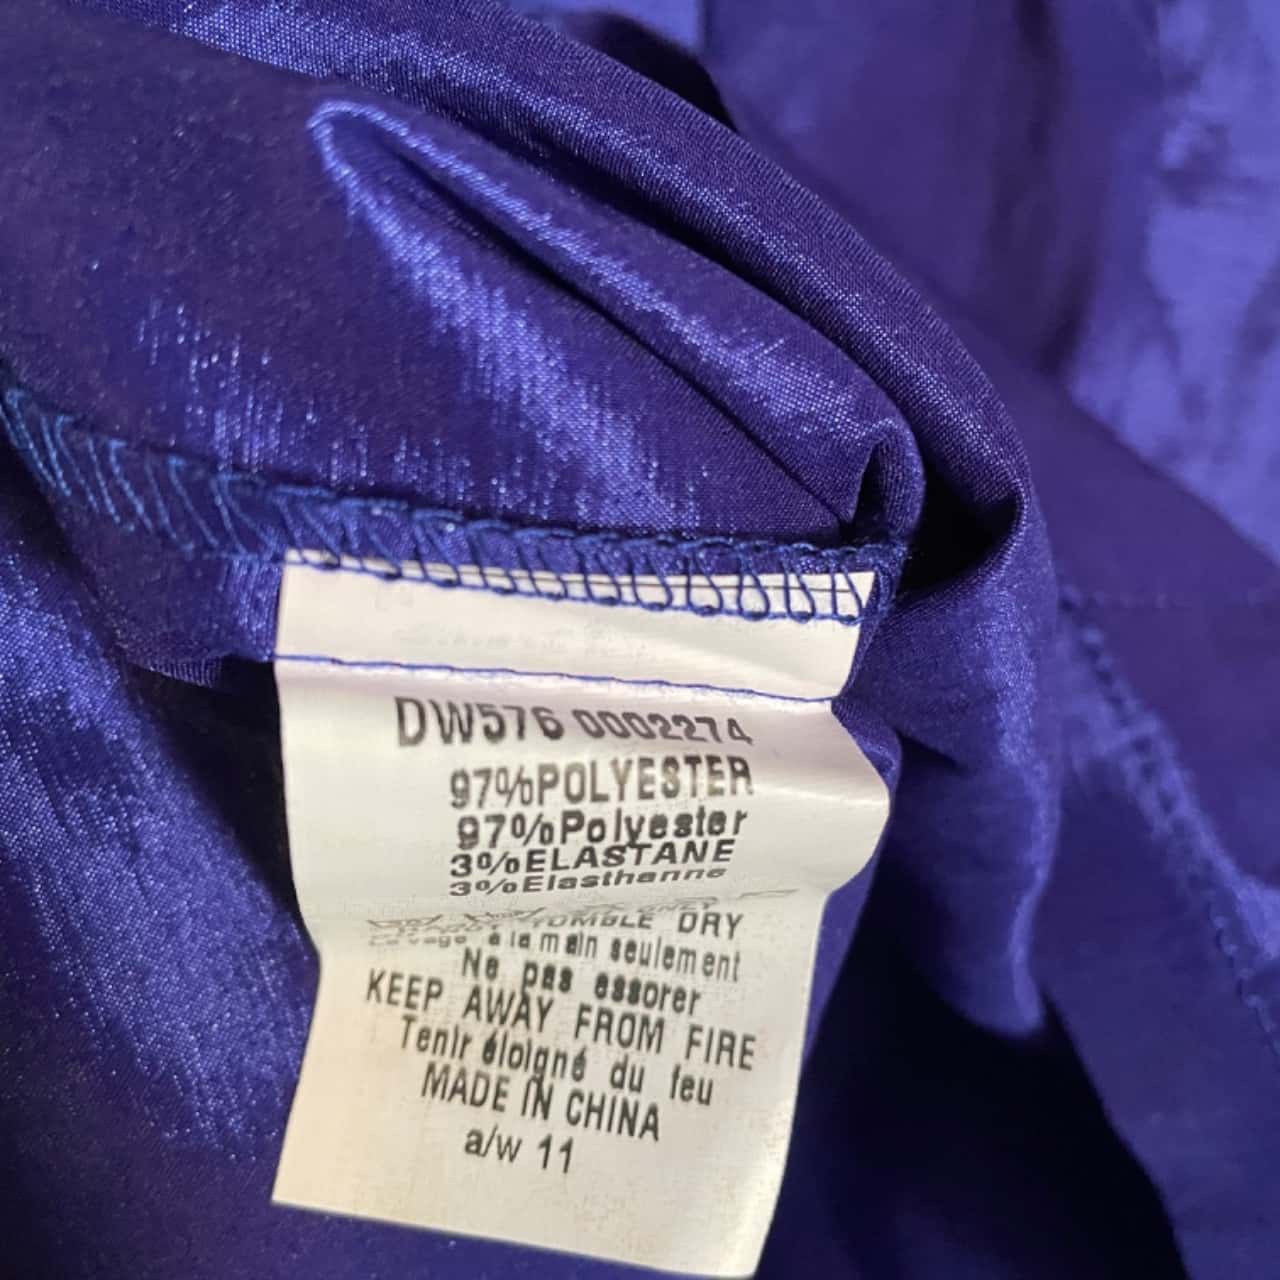 DW576 0002274
97%POLYESTER
97%Polyester
3%ELASTANE
3%Elasthanne
TUMBLE DRY
à la main seulement
Ne pas essorer
KEEP AWAY FROM FIRE
Tenir éloigné du feu
MADE IN CHINA
a/w 11